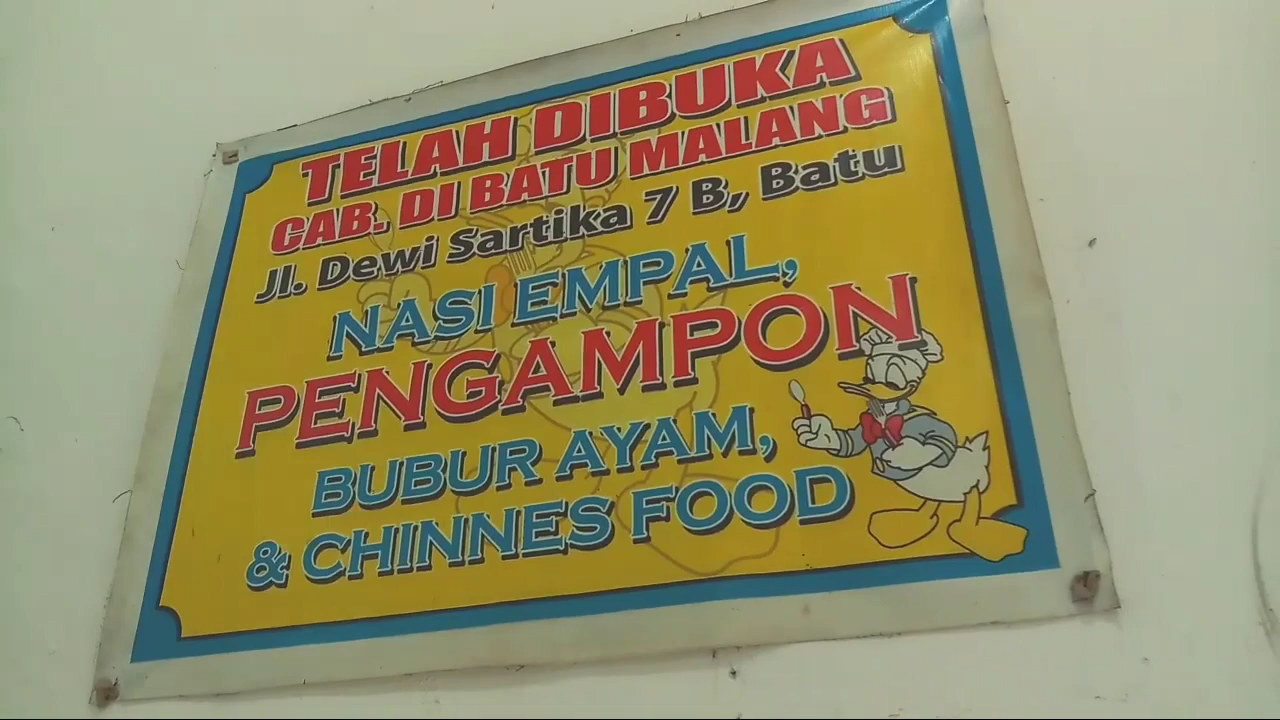 TELAH DIBUKA
CAB. DI BATU MALANG
Jl. Dewi Sartika 7 B, Batu
NASI EMPAL,
PENGAMPON
BUBUR AYAM,
& CHINNES FOOD